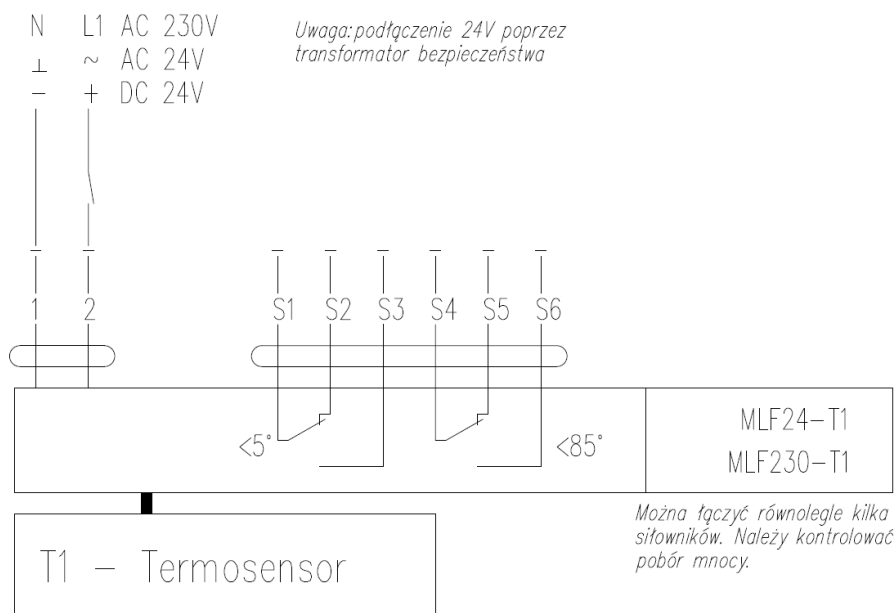 N L1 AC 230V
⊥ ~ AC 24V
− + DC 24V
Uwaga: podłączenie 24V poprzez
transformator bezpieczeństwa
1 2 S1 S2 S3 S4 S5 S6
<5° <85°
MLF24-T1
MLF230-T1
Można łączyć równolegle kilka
siłowników. Należy kontrolować
pobór mnocy.
T1 – Termosensor